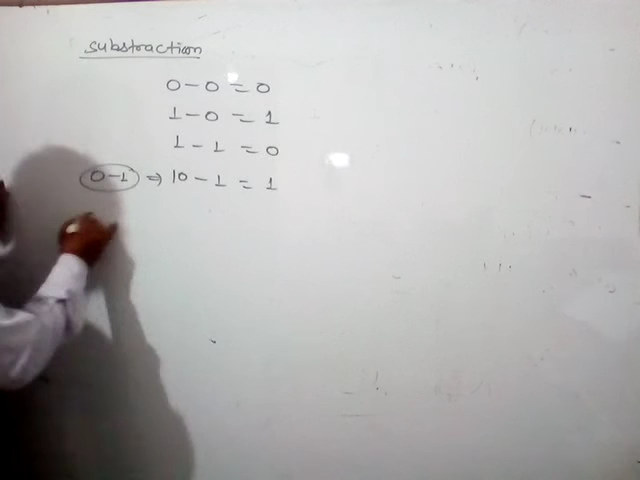 substraction
0 - 0 = 0
1 - 0 = 1
1 - 1 = 0
0 - 1 ⇒ 10 - 1 = 1